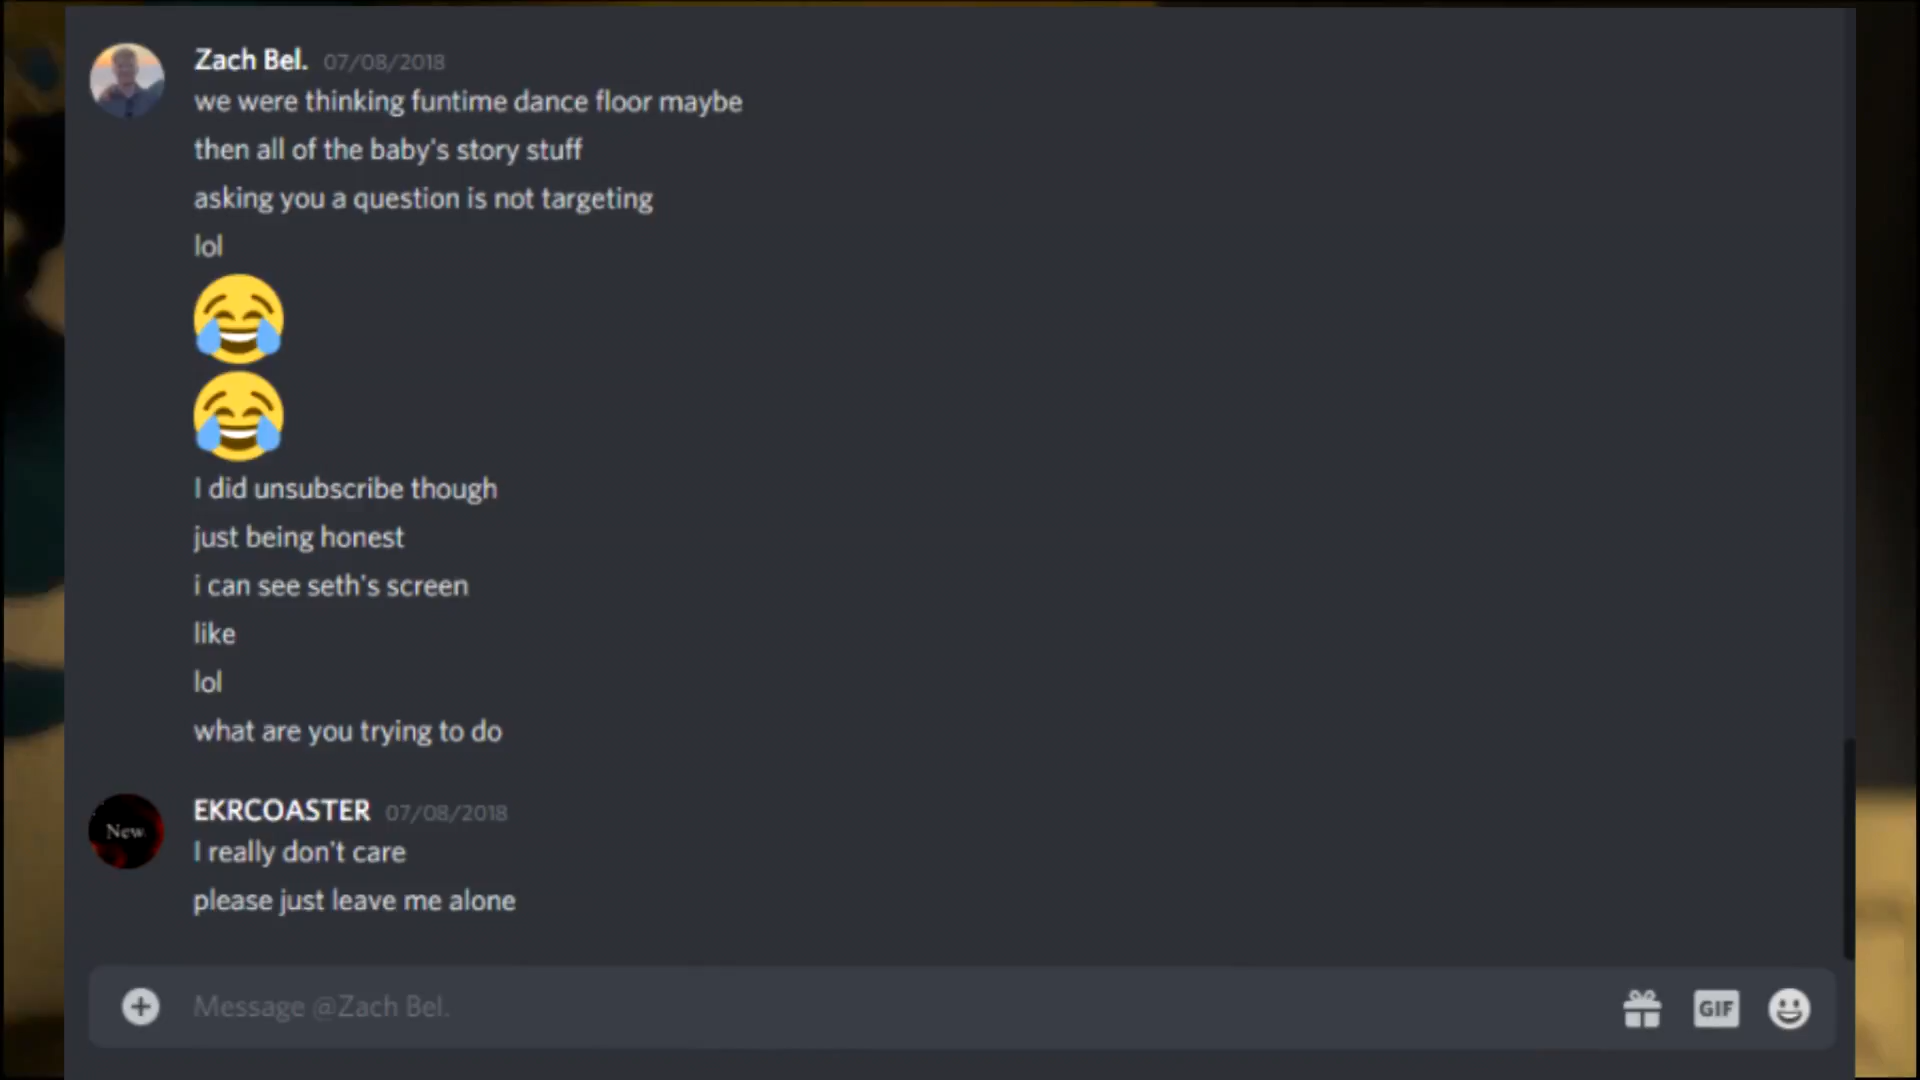 Zach Bel. 07/08/2018
we were thinking funtime dance floor maybe
then all of the baby's story stuff
asking you a question is not targeting
lol
I did unsubscribe though
just being honest
i can see seth's screen
like
lol
what are you trying to do
EKRCOASTER 07/08/2018
New
I really don't care
please just leave me alone
Message @Zach Bel.
GIF